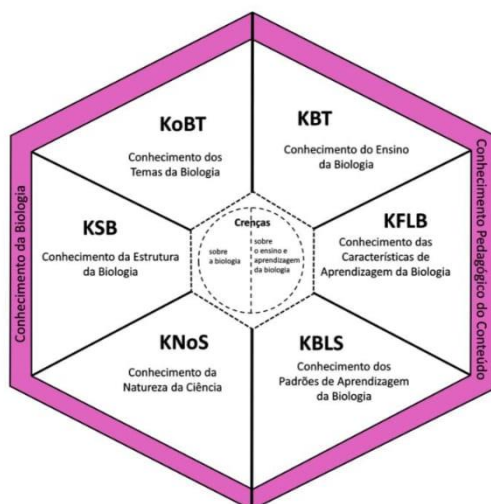 KoBT
Conhecimento dos
Temas da Biologia
KBT
Conhecimento do Ensino
da Biologia
Conhecimento da Biologia
KSB
Conhecimento da Estrutura
da Biologia
Crenças
sobre
a biologia
sobre
o ensino e
aprendizagem
da biologia
KFLB
Conhecimento das
Características de
Aprendizagem da Biologia
Conhecimento Pedagógico do Conteúdo
KNoS
Conhecimento da
Natureza da Ciência
KBLS
Conhecimento dos
Padrões de Aprendizagem
da Biologia